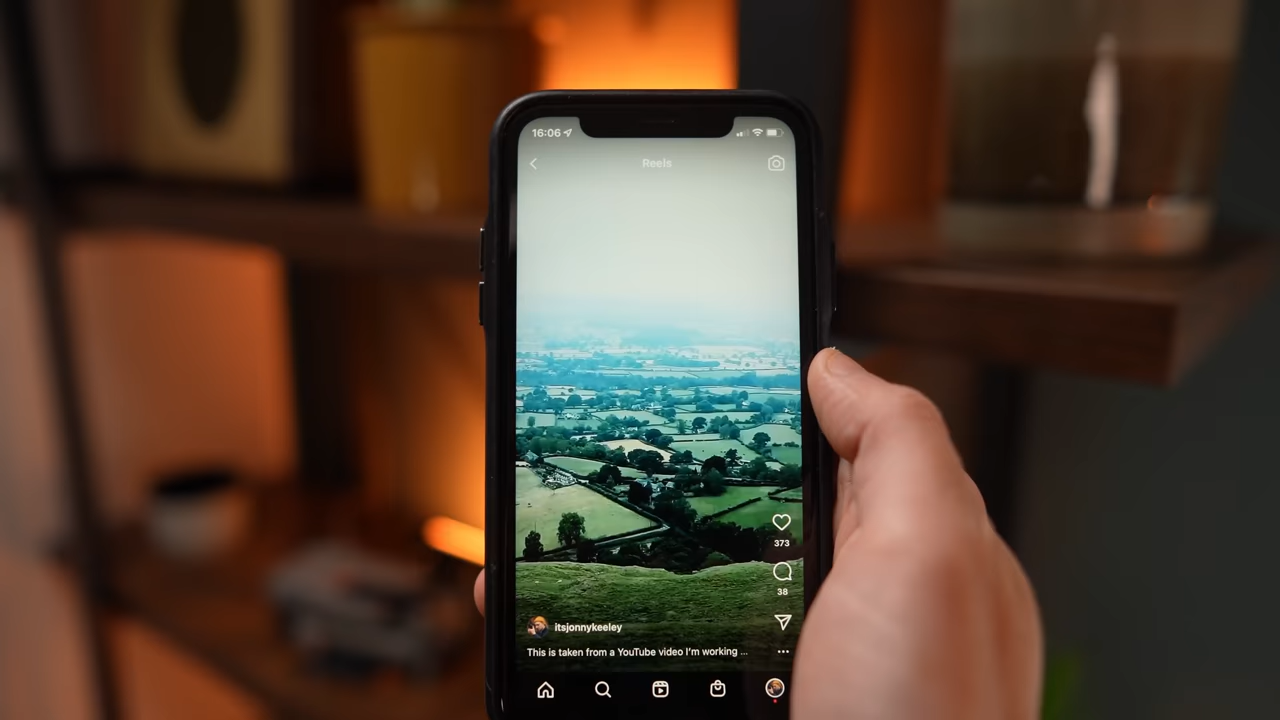 16:06
Reels
373
38
itsjonnykeeley
This is taken from a YouTube video I'm working ...